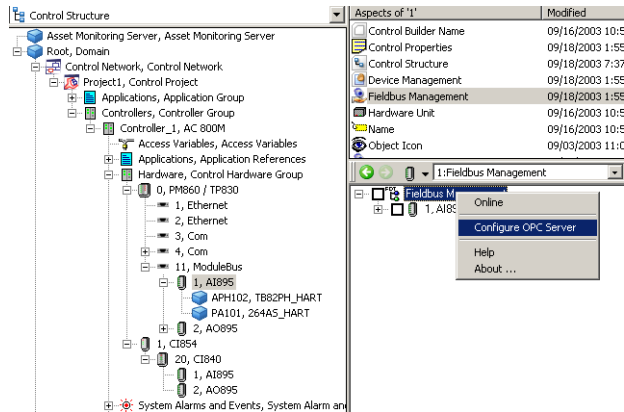 Control Structure
Asset Monitoring Server, Asset Monitoring Server
Root, Domain
Control Network, Control Network
Project1, Control Project
Applications, Application Group
Controllers, Controller Group
Controller_1, AC 800M
Access Variables, Access Variables
Applications, Application References
Hardware, Control Hardware Group
0, PM860 / TP830
1, Ethernet
2, Ethernet
3, Com
4, Com
11, ModuleBus
1, AI895
APH102, TB82PH_HART
PA101, 264AS_HART
2, AO895
1, CI854
20, CI840
1, AI895
2, AO895
System Alarms and Events, System Alarm an
Aspects of '1' Modified
Control Builder Name 09/16/2003 10:5
Control Properties 09/18/2003 1:55
Control Structure 09/18/2003 7:37
Device Management 09/18/2003 1:55
Fieldbus Management 09/18/2003 1:55
Hardware Unit 09/16/2003 10:5
Name 09/16/2003 10:5
Object Icon 09/03/2003 11:0
1:Fieldbus Management
FDT Fieldbus M
1, AI89
Online
Configure OPC Server
Help
About ...